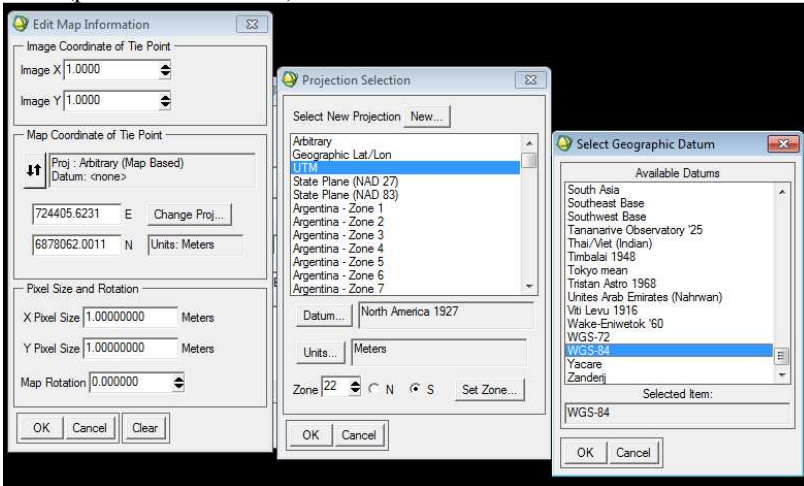 Edit Map Information
Image Coordinate of Tie Point
Image X 1.0000
Image Y 1.0000
Map Coordinate of Tie Point
Proj : Arbitrary (Map Based)
Datum: <none>
724405.6231 E Change Proj...
6878062.0011 N Units: Meters
Pixel Size and Rotation
X Pixel Size 1.00000000 Meters
Y Pixel Size 1.00000000 Meters
Map Rotation 0.000000
OK Cancel Clear
Projection Selection
Select New Projection New...
Arbitrary
Geographic Lat/Lon
UTM
State Plane (NAD 27)
State Plane (NAD 83)
Argentina - Zone 1
Argentina - Zone 2
Argentina - Zone 3
Argentina - Zone 4
Argentina - Zone 5
Argentina - Zone 6
Argentina - Zone 7
Datum... North America 1927
Units... Meters
Zone 22 N S Set Zone...
OK Cancel
Select Geographic Datum
Available Datums
South Asia
Southeast Base
Southwest Base
Tananarive Observatory '25
Thai/Viet (Indian)
Timbalai 1948
Tokyo mean
Tristan Astro 1968
Unites Arab Emirates (Nahrwan)
Viti Levu 1916
Wake-Eniwetok '60
WGS-72
WGS-84
Yacare
Zanderij
Selected Item:
WGS-84
OK Cancel